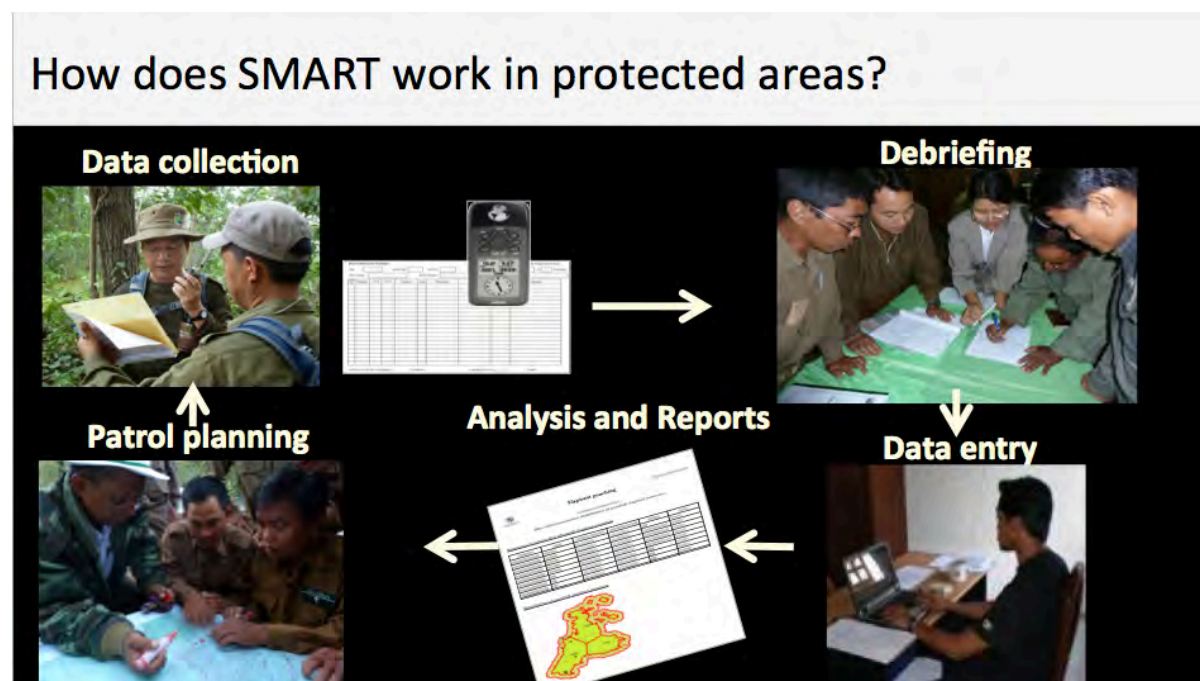 How does SMART work in protected areas?
Data collection
Debriefing
Analysis and Reports
Patrol planning
Data entry